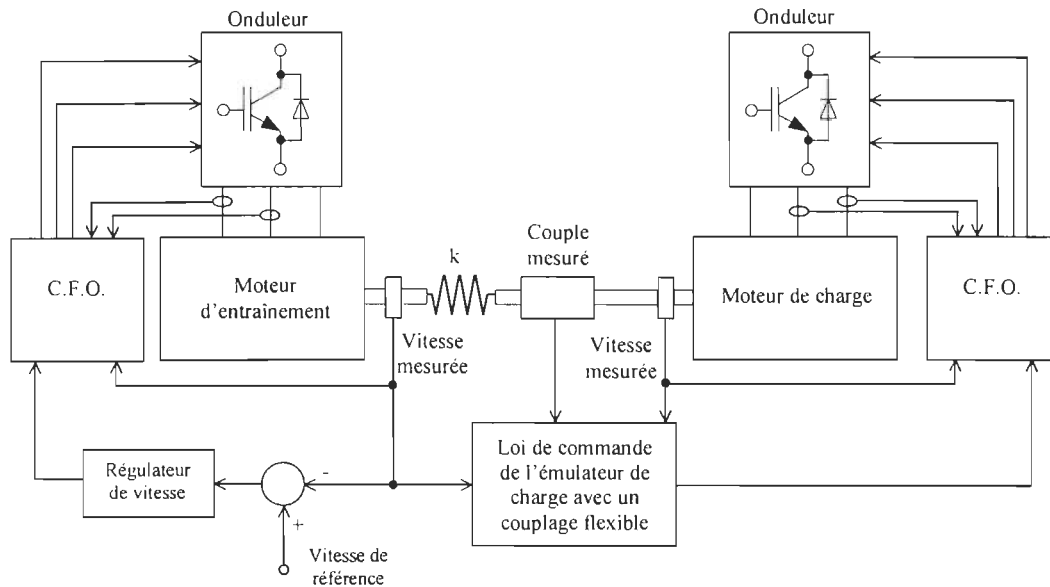 Onduleur
Onduleur
C.F.O.
Moteur
d'entraînement
k
Couple
mesuré
Moteur de charge
C.F.O.
Vitesse
mesurée
Vitesse
mesurée
Régulateur
de vitesse
-
+
Vitesse de
référence
Loi de commande
de l'émulateur de
charge avec un
couplage flexible